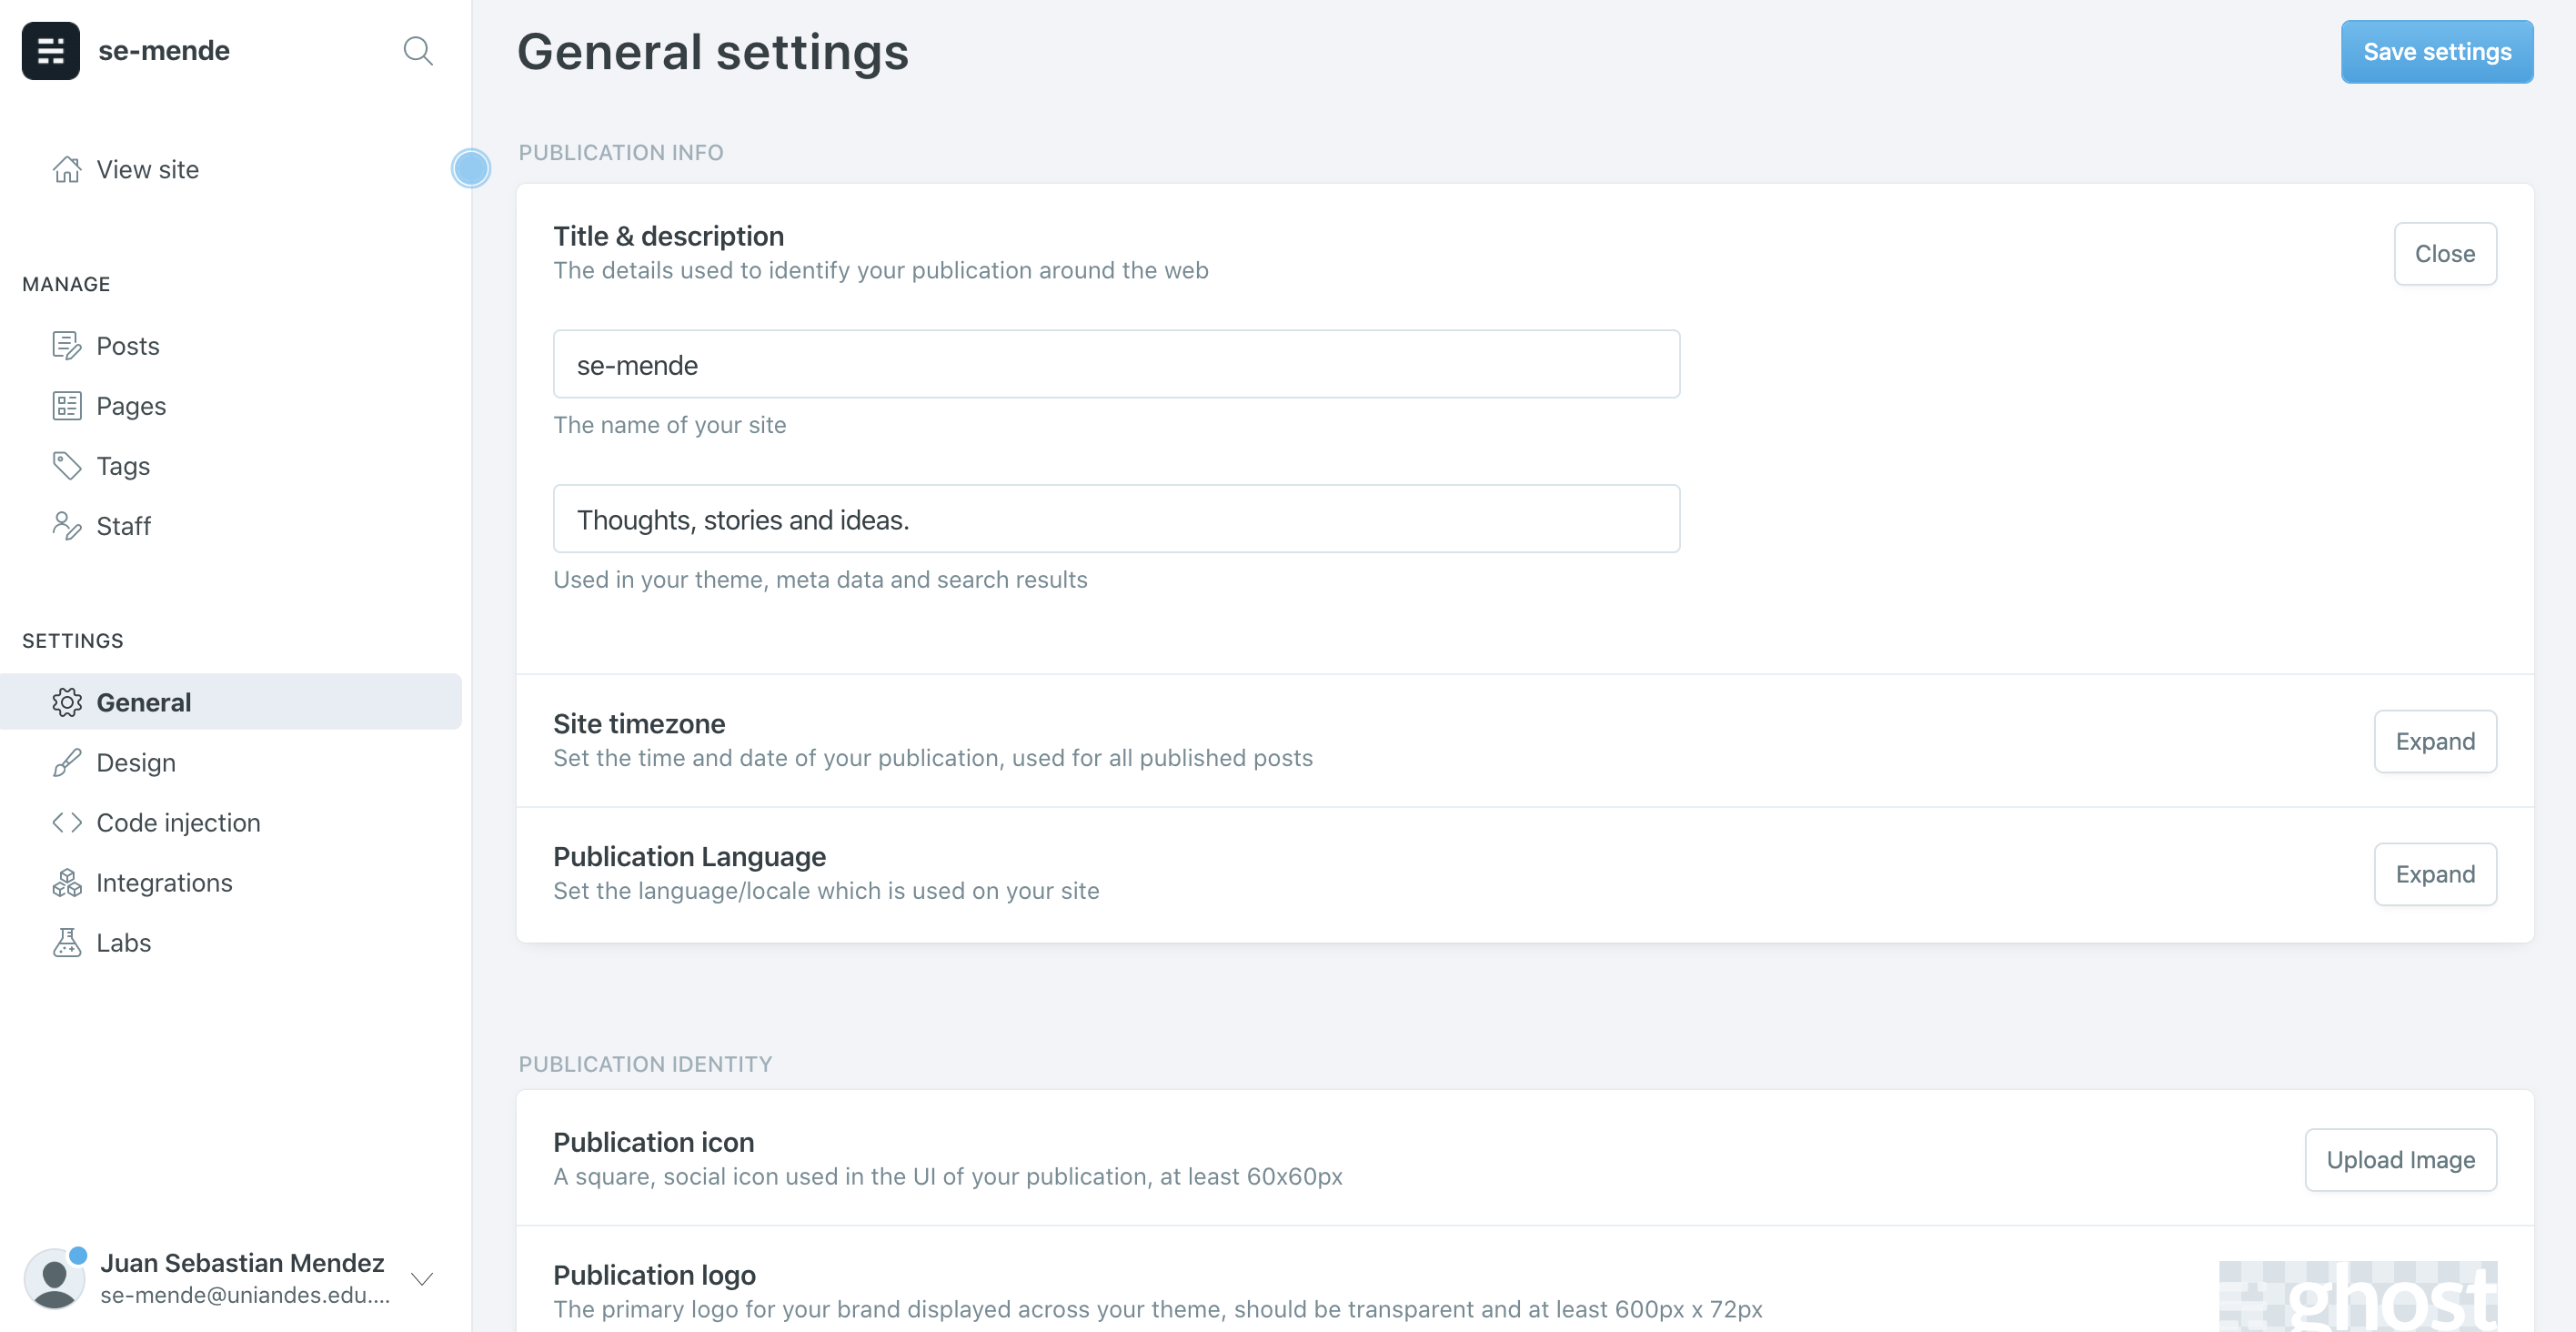 se-mende
View site
MANAGE
Posts
Pages
Tags
Staff
SETTINGS
General
Design
Code injection
Integrations
Labs
Juan Sebastian Mendez
se-mende@uniandes.edu....
General settings
Save settings
PUBLICATION INFO
Title & description
The details used to identify your publication around the web
Close
se-mende
The name of your site
Thoughts, stories and ideas.
Used in your theme, meta data and search results
Site timezone
Set the time and date of your publication, used for all published posts
Expand
Publication Language
Set the language/locale which is used on your site
Expand
PUBLICATION IDENTITY
Publication icon
A square, social icon used in the UI of your publication, at least 60x60px
Upload Image
Publication logo
The primary logo for your brand displayed across your theme, should be transparent and at least 600px x 72px
ghost